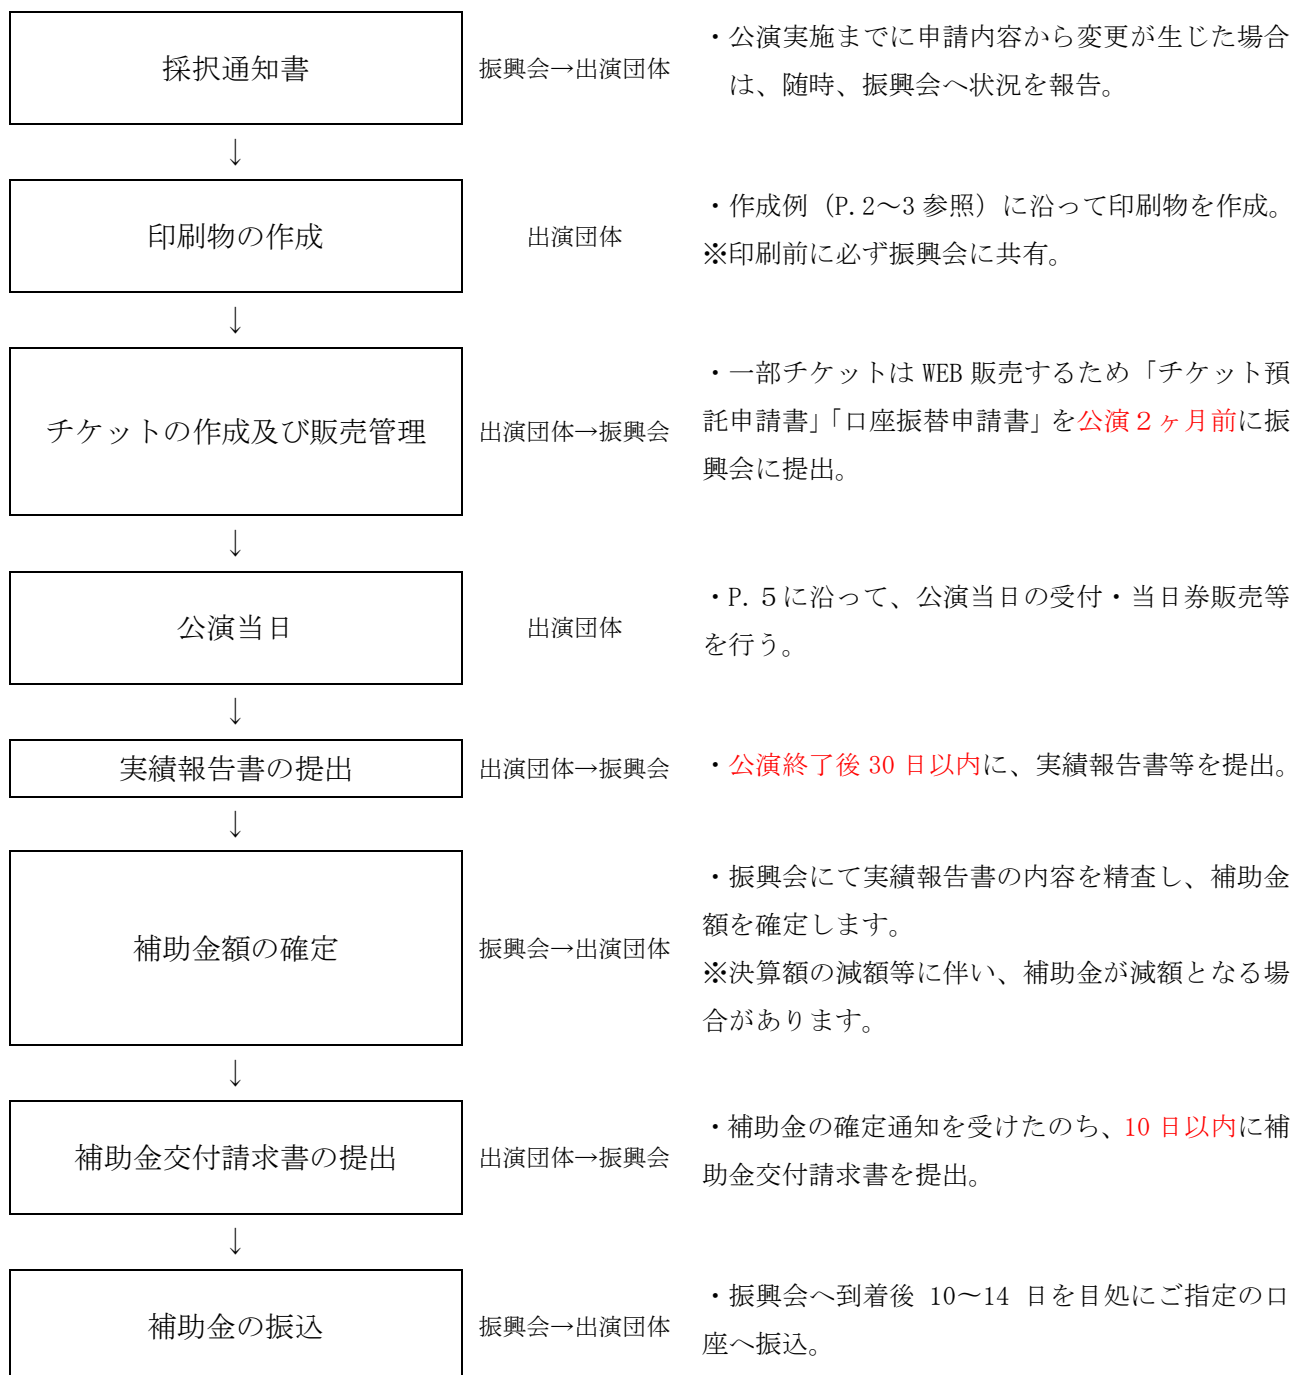 採択通知書
振興会→出演団体
・公演実施までに申請内容から変更が生じた場合
は、随時、振興会へ状況を報告。
↓
印刷物の作成
出演団体
・作成例（P.2～3 参照）に沿って印刷物を作成。
※印刷前に必ず振興会に共有。
↓
チケットの作成及び販売管理
出演団体→振興会
・一部チケットは WEB 販売するため「チケット預
託申請書」「口座振替申請書」を公演２ヶ月前に振
興会に提出。
↓
公演当日
出演団体
・P.５に沿って、公演当日の受付・当日券販売等
を行う。
↓
実績報告書の提出
出演団体→振興会
・公演終了後 30 日以内に、実績報告書等を提出。
↓
補助金額の確定
振興会→出演団体
・振興会にて実績報告書の内容を精査し、補助金
額を確定します。
※決算額の減額等に伴い、補助金が減額となる場
合があります。
↓
補助金交付請求書の提出
出演団体→振興会
・補助金の確定通知を受けたのち、10 日以内に補
助金交付請求書を提出。
↓
補助金の振込
振興会→出演団体
・振興会へ到着後 10～14 日を目処にご指定の口
座へ振込。